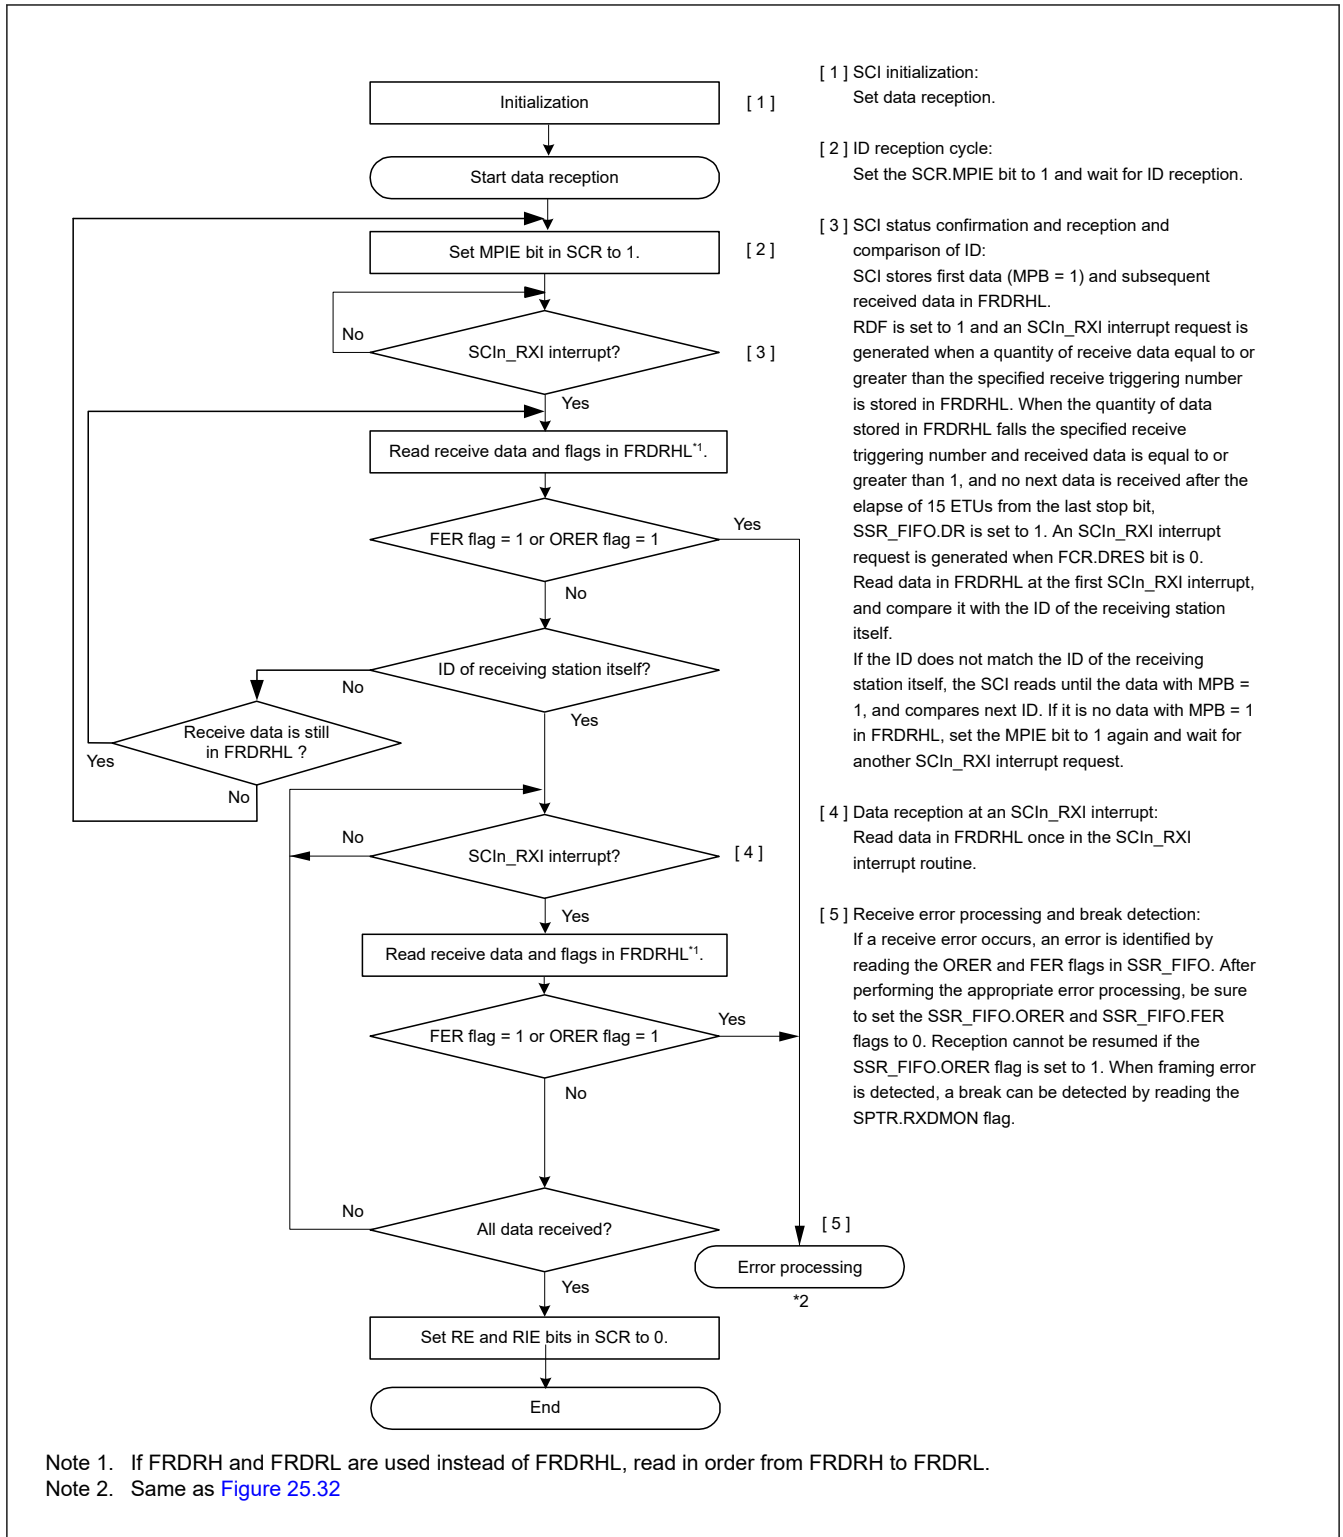 Initialization
[ 1 ]
Start data reception
Set MPIE bit in SCR to 1.
[ 2 ]
No
SCIn_RXI interrupt?
[ 3 ]
Yes
Read receive data and flags in FRDRHL*1.
FER flag = 1 or ORER flag = 1
Yes
No
ID of receiving station itself?
No
Yes
Receive data is still
in FRDRHL ?
Yes
No
No
SCIn_RXI interrupt?
[ 4 ]
Yes
Read receive data and flags in FRDRHL*1.
FER flag = 1 or ORER flag = 1
Yes
No
No
All data received?
Yes
[ 5 ]
Error processing
*2
Set RE and RIE bits in SCR to 0.
End
[ 1 ] SCI initialization:
Set data reception.
[ 2 ] ID reception cycle:
Set the SCR.MPIE bit to 1 and wait for ID reception.
[ 3 ] SCI status confirmation and reception and
comparison of ID:
SCI stores first data (MPB = 1) and subsequent
received data in FRDRHL.
RDF is set to 1 and an SCIn_RXI interrupt request is
generated when a quantity of receive data equal to or
greater than the specified receive triggering number
is stored in FRDRHL. When the quantity of data
stored in FRDRHL falls the specified receive
triggering number and received data is equal to or
greater than 1, and no next data is received after the
elapse of 15 ETUs from the last stop bit,
SSR_FIFO.DR is set to 1. An SCIn_RXI interrupt
request is generated when FCR.DRES bit is 0.
Read data in FRDRHL at the first SCIn_RXI interrupt,
and compare it with the ID of the receiving station
itself.
If the ID does not match the ID of the receiving
station itself, the SCI reads until the data with MPB =
1, and compares next ID. If it is no data with MPB = 1
in FRDRHL, set the MPIE bit to 1 again and wait for
another SCIn_RXI interrupt request.
[ 4 ] Data reception at an SCIn_RXI interrupt:
Read data in FRDRHL once in the SCIn_RXI
interrupt routine.
[ 5 ] Receive error processing and break detection:
If a receive error occurs, an error is identified by
reading the ORER and FER flags in SSR_FIFO. After
performing the appropriate error processing, be sure
to set the SSR_FIFO.ORER and SSR_FIFO.FER
flags to 0. Reception cannot be resumed if the
SSR_FIFO.ORER flag is set to 1. When framing error
is detected, a break can be detected by reading the
SPTR.RXDMON flag.
Note 1. If FRDRH and FRDRL are used instead of FRDRHL, read in order from FRDRH to FRDRL.
Note 2. Same as Figure 25.32